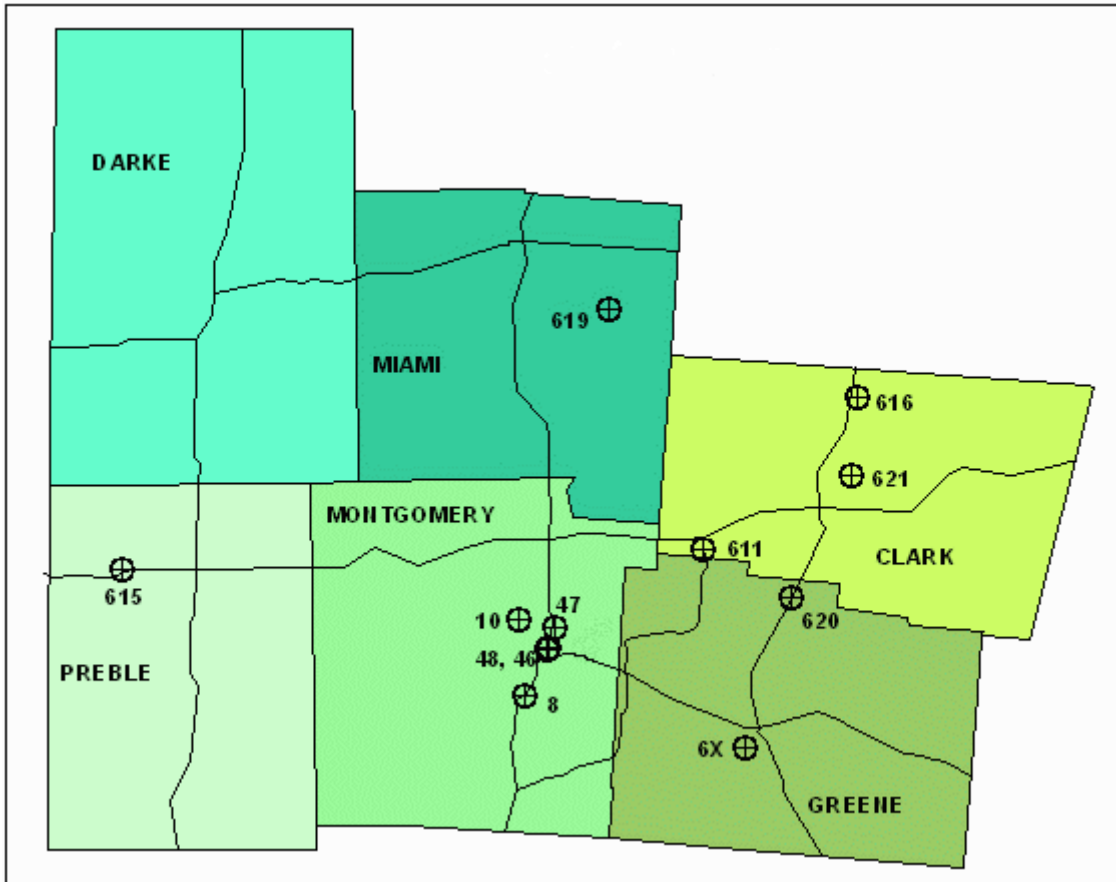 DARKE
619
MIAMI
616
621
MONTGOMERY
611
CLARK
615
10
47
620
48, 46
PREBLE
8
6X
GREENE